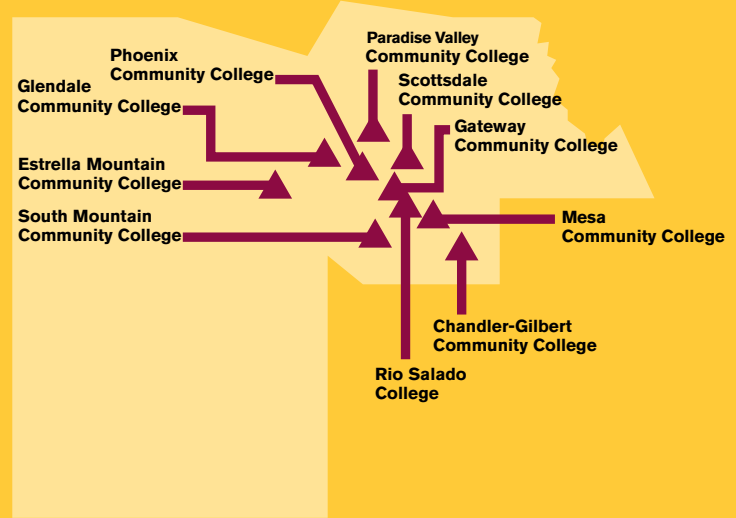 Paradise Valley
Community College
Phoenix
Community College
Scottsdale
Community College
Glendale
Community College
Gateway
Community College
Estrella Mountain
Community College
South Mountain
Community College
Mesa
Community College
Chandler-Gilbert
Community College
Rio Salado
College